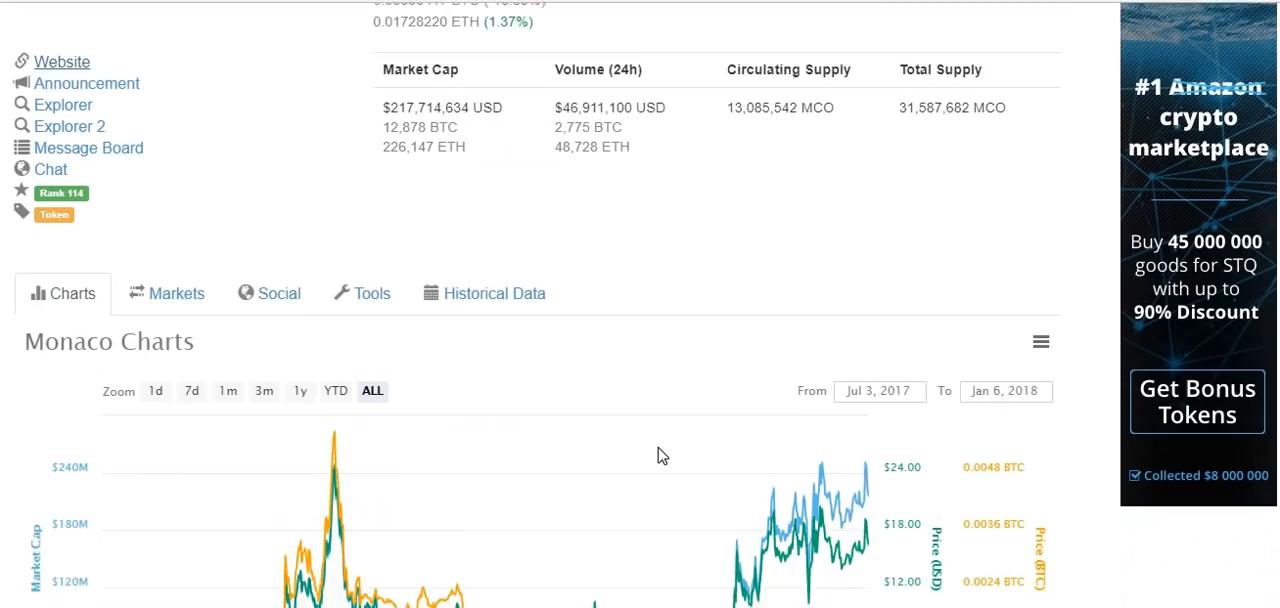 0.01728220 ETH (1.37%)
Website
Announcement
Explorer
Explorer 2
Message Board
Chat
Rank 114
Token
Market Cap Volume (24h) Circulating Supply Total Supply
$217,714,634 USD $46,911,100 USD 13,085,542 MCO 31,587,682 MCO
12,878 BTC 2,775 BTC
226,147 ETH 48,728 ETH
Charts Markets Social Tools Historical Data
Monaco Charts
Zoom 1d 7d 1m 3m 1y YTD ALL From Jul 3, 2017 To Jan 6, 2018
$240M $24.00 0.0048 BTC
$180M $18.00 0.0036 BTC
$120M $12.00 0.0024 BTC
Market Cap
Price (USD)
Price (BTC)
#1 Amazon
crypto
marketplace
Buy 45 000 000
goods for STQ
with up to
90% Discount
Get Bonus
Tokens
Collected $8 000 000